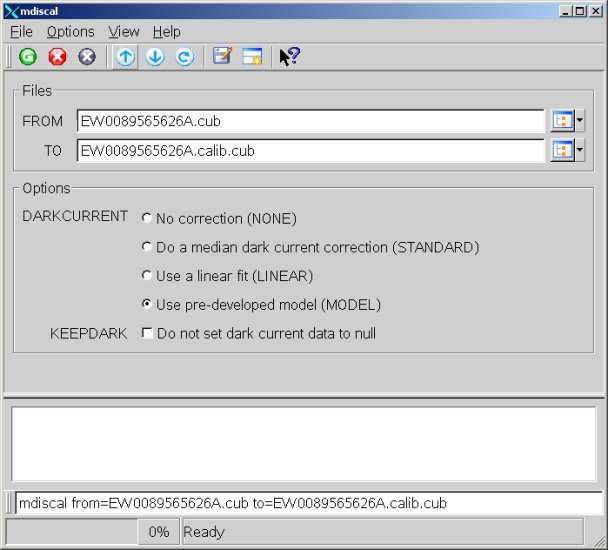 mdiscal
File Options View Help
Files
FROM EW0089565626A.cub
TO EW0089565626A.calib.cub
Options
DARKCURRENT No correction (NONE)
Do a median dark current correction (STANDARD)
Use a linear fit (LINEAR)
Use pre-developed model (MODEL)
KEEPDARK Do not set dark current data to null
mdiscal from=EW0089565626A.cub to=EW0089565626A.calib.cub
0% Ready